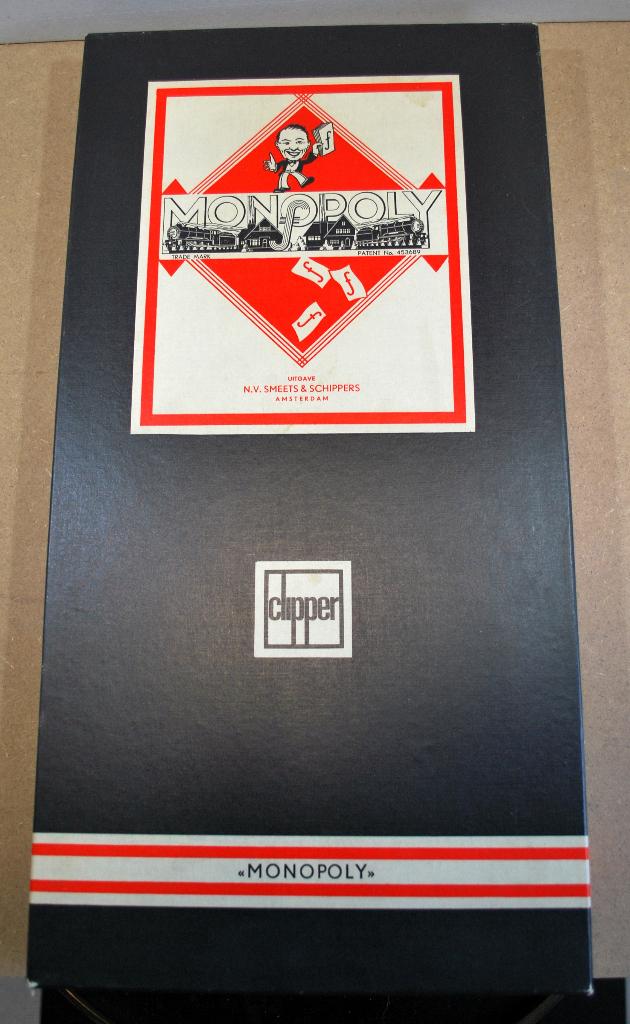 f
MONOPOLY
TRADE MARK PATENT No. 453689
f
f
f
UITGAVE
N.V. SMEETS & SCHIPPERS
AMSTERDAM
clipper
«MONOPOLY»